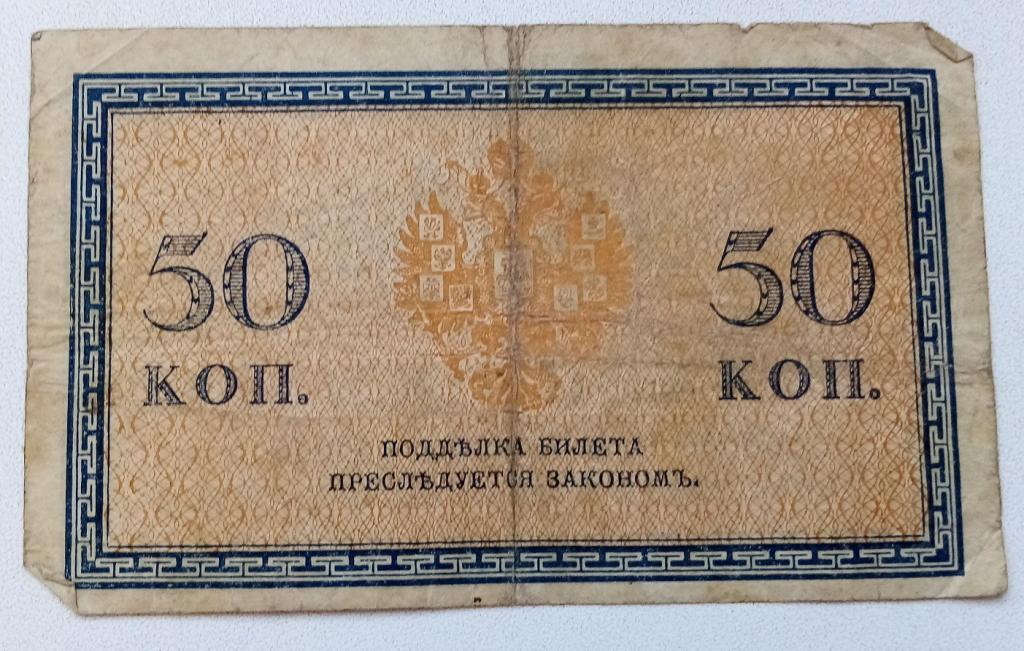 50 50
КОП. КОП.
ПОДДѢЛКА БИЛЕТА
ПРЕСЛѢДУЕТСЯ ЗАКОНОМЪ.